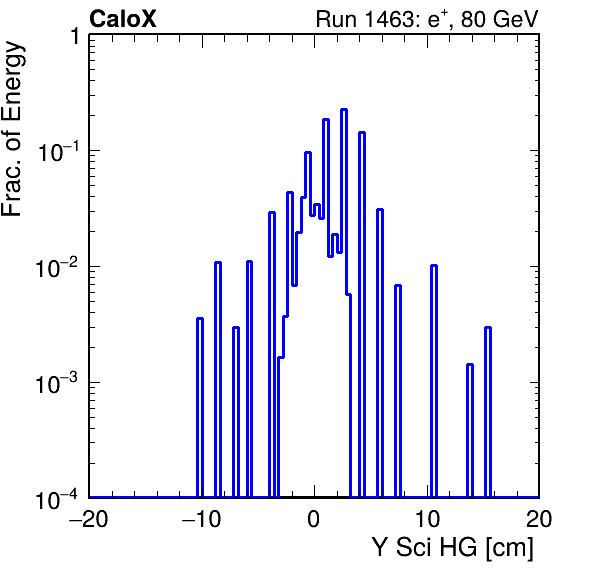 CaloX Run 1463: e⁺, 80 GeV
Frac. of Energy
1
10⁻¹
10⁻²
10⁻³
10⁻⁴
−20 −10 0 10 20
Y Sci HG [cm]